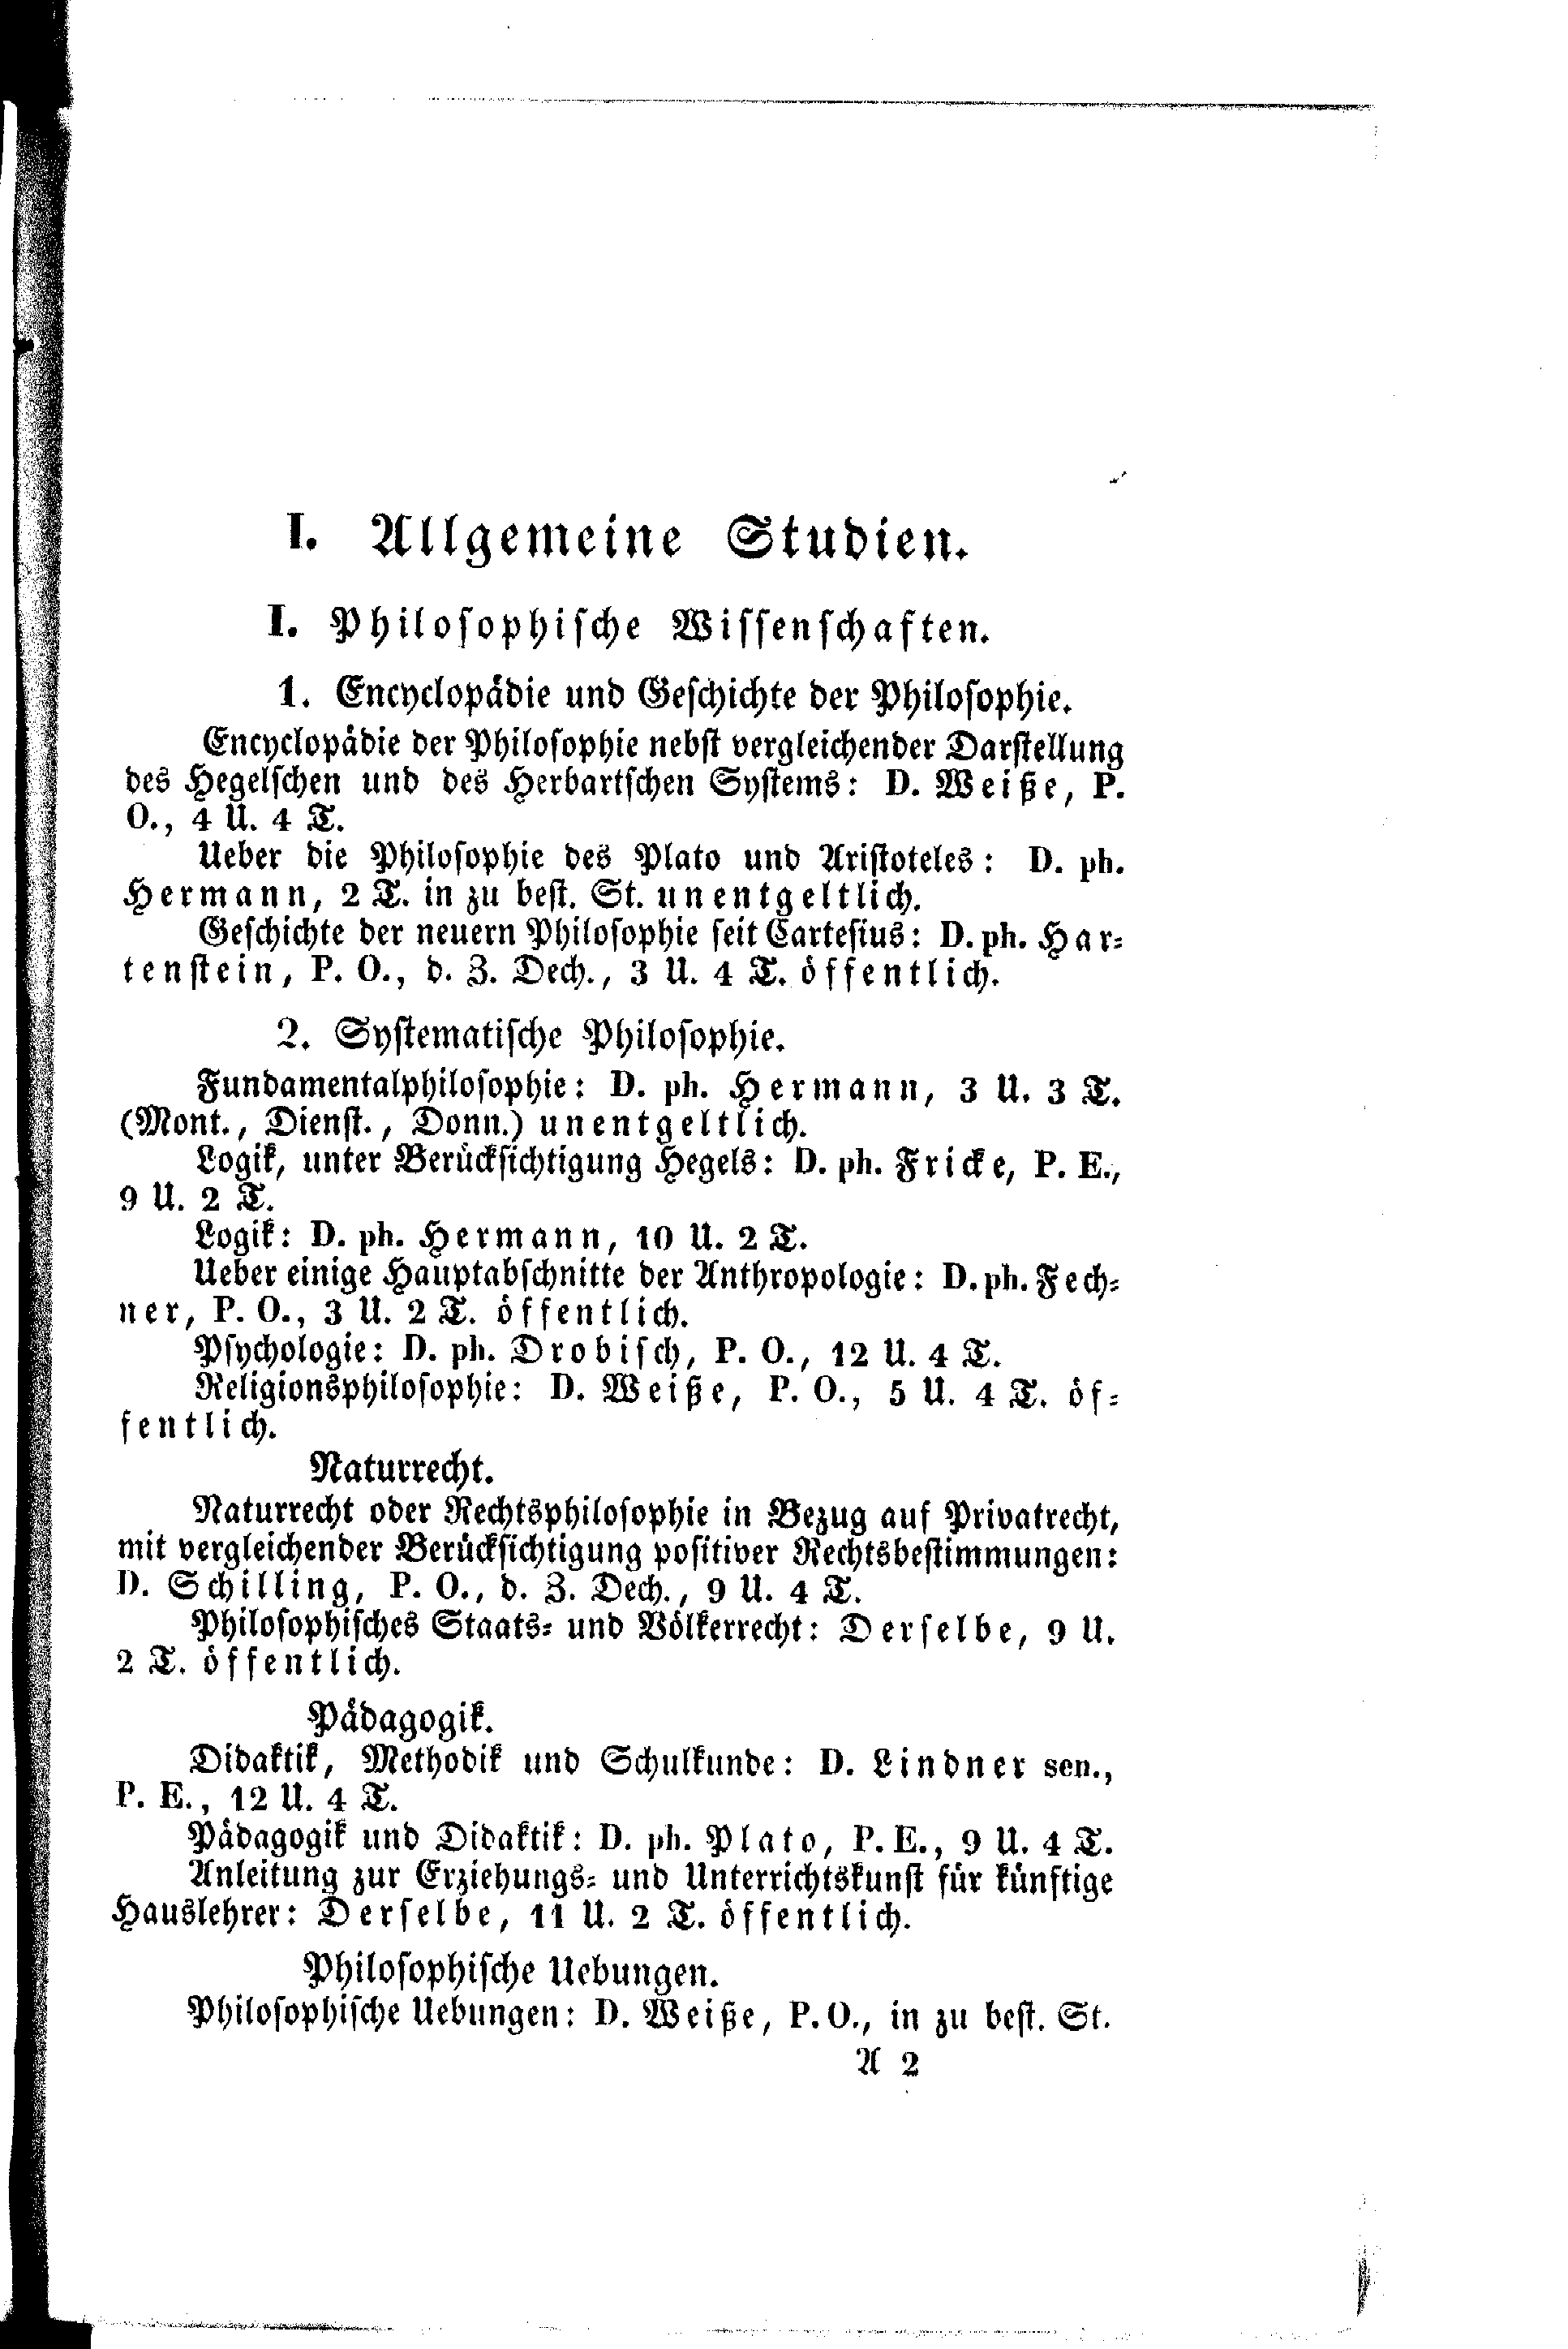 I. Allgemeine Studien.
I. Philosophische Wissenschaften.
1. Encyclopädie und Geschichte der Philosophie.
Encyclopädie der Philosophie nebst vergleichender Darstellung
des Hegelschen und des Herbartschen Systems: D. Weiße, P.
O., 4 U. 4 T.
Ueber die Philosophie des Plato und Aristoteles: D. ph.
Hermann, 2 T. in zu best. St. unentgeltlich.
Geschichte der neuern Philosophie seit Cartesius: D. ph. Har-
tenstein, P. O., d. Z. Dech., 3 U. 4 T. öffentlich.
2. Systematische Philosophie.
Fundamentalphilosophie: D. ph. Hermann, 3 U. 3 T.
(Mont., Dienst., Donn.) unentgeltlich.
Logik, unter Berücksichtigung Hegels: D. ph. Fricke, P. E.,
9 U. 2 T.
Logik: D. ph. Hermann, 10 U. 2 T.
Ueber einige Hauptabschnitte der Anthropologie: D. ph. Fech-
ner, P. O., 3 U. 2 T. öffentlich.
Psychologie: D. ph. Drobisch, P. O., 12 U. 4 T.
Religionsphilosophie: D. Weiße, P. O., 5 U. 4 T. öf-
fentlich.
Naturrecht.
Naturrecht oder Rechtsphilosophie in Bezug auf Privatrecht,
mit vergleichender Berücksichtigung positiver Rechtsbestimmungen:
D. Schilling, P. O., d. Z. Dech., 9 U. 4 T.
Philosophisches Staats- und Völkerrecht: Derselbe, 9 U.
2 T. öffentlich.
Pädagogik.
Didaktik, Methodik und Schulkunde: D. Lindner sen.,
P. E., 12 U. 4 T.
Pädagogik und Didaktik: D. ph. Plato, P. E., 9 U. 4 T.
Anleitung zur Erziehungs- und Unterrichtskunst für künftige
Hauslehrer: Derselbe, 11 U. 2 T. öffentlich.
Philosophische Uebungen.
Philosophische Uebungen: D. Weiße, P. O., in zu best. St.
A 2